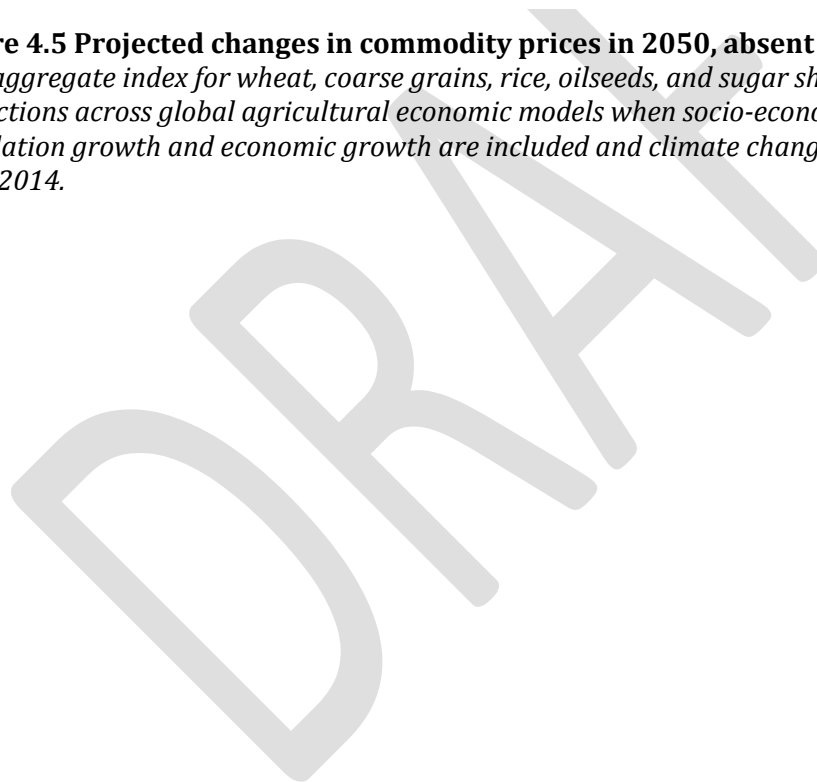 re 4.5 Projected changes in commodity prices in 2050, absent
aggregate index for wheat, coarse grains, rice, oilseeds, and sugar sh
ctions across global agricultural economic models when socio-econo
lation growth and economic growth are included and climate chang
2014.
DRAF